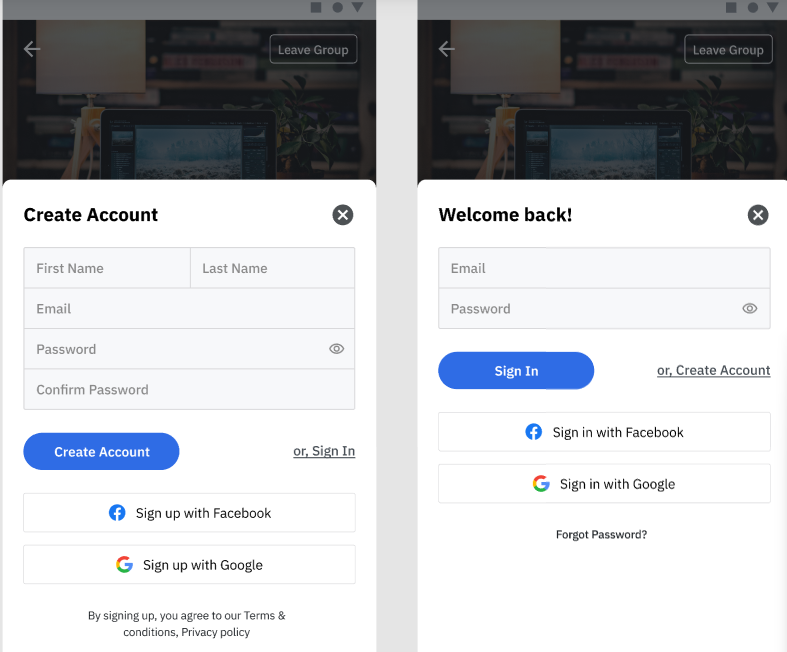 Leave Group
Create Account
First Name
Last Name
Email
Password
Confirm Password
Create Account
or, Sign In
Sign up with Facebook
Sign up with Google
By signing up, you agree to our Terms &
conditions, Privacy policy
Leave Group
Welcome back!
Email
Password
Sign In
or, Create Account
Sign in with Facebook
Sign in with Google
Forgot Password?